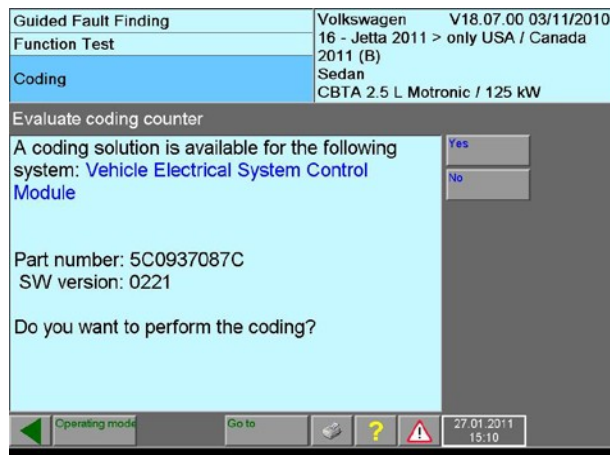 Guided Fault Finding
Function Test
Coding
Volkswagen V18.07.00 03/11/2010
16 - Jetta 2011 > only USA / Canada
2011 (B)
Sedan
CBTA 2.5 L Motronic / 125 kW
Evaluate coding counter
A coding solution is available for the following
system: Vehicle Electrical System Control
Module
Part number: 5C0937087C
SW version: 0221
Do you want to perform the coding?
Yes
No
Operating mode
Go to
?
27.01.2011
15:10